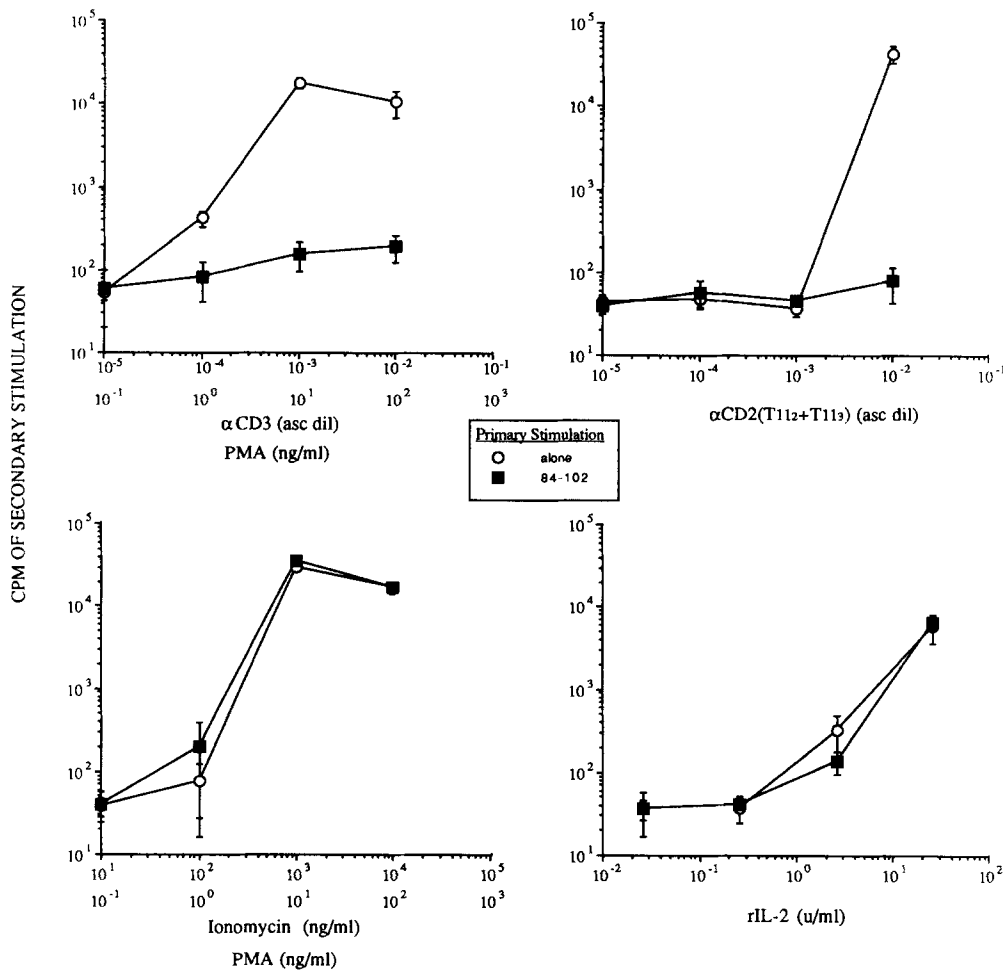 CPM OF SECONDARY STIMULATION
10⁵
10⁴
10³
10²
10¹
10⁻⁵ 10⁻⁴ 10⁻³ 10⁻² 10⁻¹
10⁻¹ 10⁰ 10¹ 10² 10³
αCD3 (asc dil)
PMA (ng/ml)
10⁵
10⁴
10³
10²
10¹
10⁻⁵ 10⁻⁴ 10⁻³ 10⁻² 10⁻¹
αCD2(T11₂+T11₃) (asc dil)
Primary Stimulation
alone
84-102
10⁵
10⁴
10³
10²
10¹
10¹ 10² 10³ 10⁴ 10⁵
10⁻¹ 10⁰ 10¹ 10² 10³
Ionomycin (ng/ml)
PMA (ng/ml)
10⁵
10⁴
10³
10²
10¹
10⁻² 10⁻¹ 10⁰ 10¹ 10²
rIL-2 (u/ml)